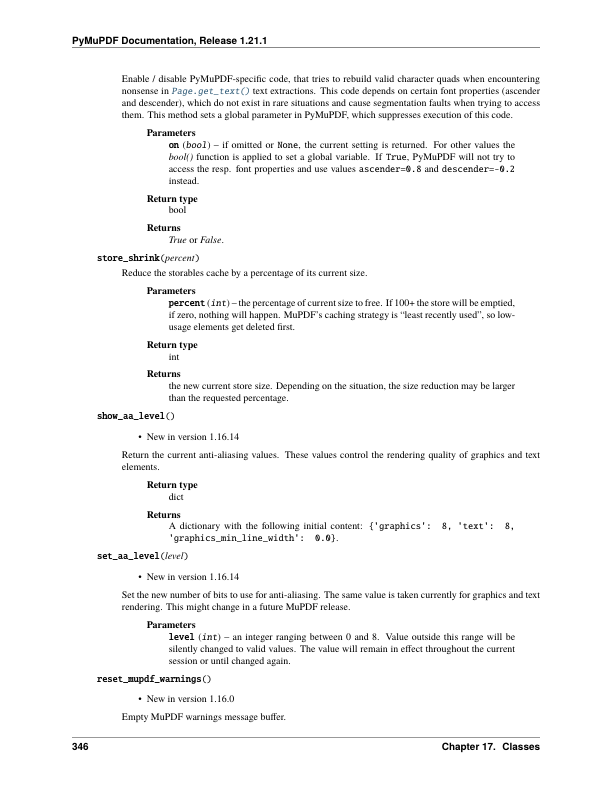 PyMuPDF Documentation, Release 1.21.1
Enable / disable PyMuPDF-specific code, that tries to rebuild valid character quads when encountering
nonsense in Page.get_text() text extractions. This code depends on certain font properties (ascender
and descender), which do not exist in rare situations and cause segmentation faults when trying to access
them. This method sets a global parameter in PyMuPDF, which suppresses execution of this code.
Parameters
on (bool) – if omitted or None, the current setting is returned. For other values the
bool() function is applied to set a global variable. If True, PyMuPDF will not try to
access the resp. font properties and use values ascender=0.8 and descender=-0.2
instead.
Return type
bool
Returns
True or False.
store_shrink(percent)
Reduce the storables cache by a percentage of its current size.
Parameters
percent (int) – the percentage of current size to free. If 100+ the store will be emptied,
if zero, nothing will happen. MuPDF's caching strategy is “least recently used”, so low-
usage elements get deleted first.
Return type
int
Returns
the new current store size. Depending on the situation, the size reduction may be larger
than the requested percentage.
show_aa_level()
• New in version 1.16.14
Return the current anti-aliasing values. These values control the rendering quality of graphics and text
elements.
Return type
dict
Returns
A dictionary with the following initial content: {'graphics': 8, 'text': 8,
'graphics_min_line_width': 0.0}.
set_aa_level(level)
• New in version 1.16.14
Set the new number of bits to use for anti-aliasing. The same value is taken currently for graphics and text
rendering. This might change in a future MuPDF release.
Parameters
level (int) – an integer ranging between 0 and 8. Value outside this range will be
silently changed to valid values. The value will remain in effect throughout the current
session or until changed again.
reset_mupdf_warnings()
• New in version 1.16.0
Empty MuPDF warnings message buffer.
346 Chapter 17. Classes